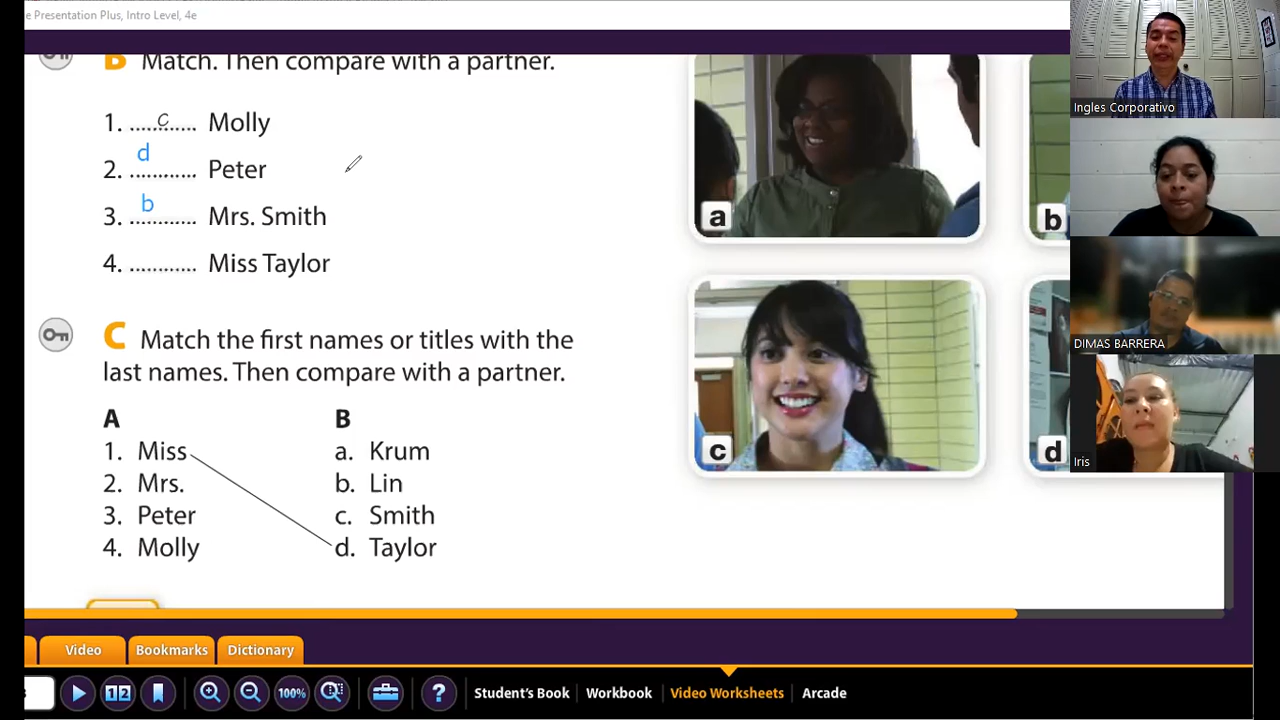 e Presentation Plus, Intro Level, 4e
B Match. Then compare with a partner.
1. .....c...... Molly
2. ............ Peter
d
3. ............ Mrs. Smith
b
4. ............ Miss Taylor
C Match the first names or titles with the
last names. Then compare with a partner.
A B
1. Miss a. Krum
2. Mrs. b. Lin
3. Peter c. Smith
4. Molly d. Taylor
a
b
c
d
Ingles Corporativo
DIMAS BARRERA
Iris
Video Bookmarks Dictionary
12 100% ? Student's Book Workbook Video Worksheets Arcade